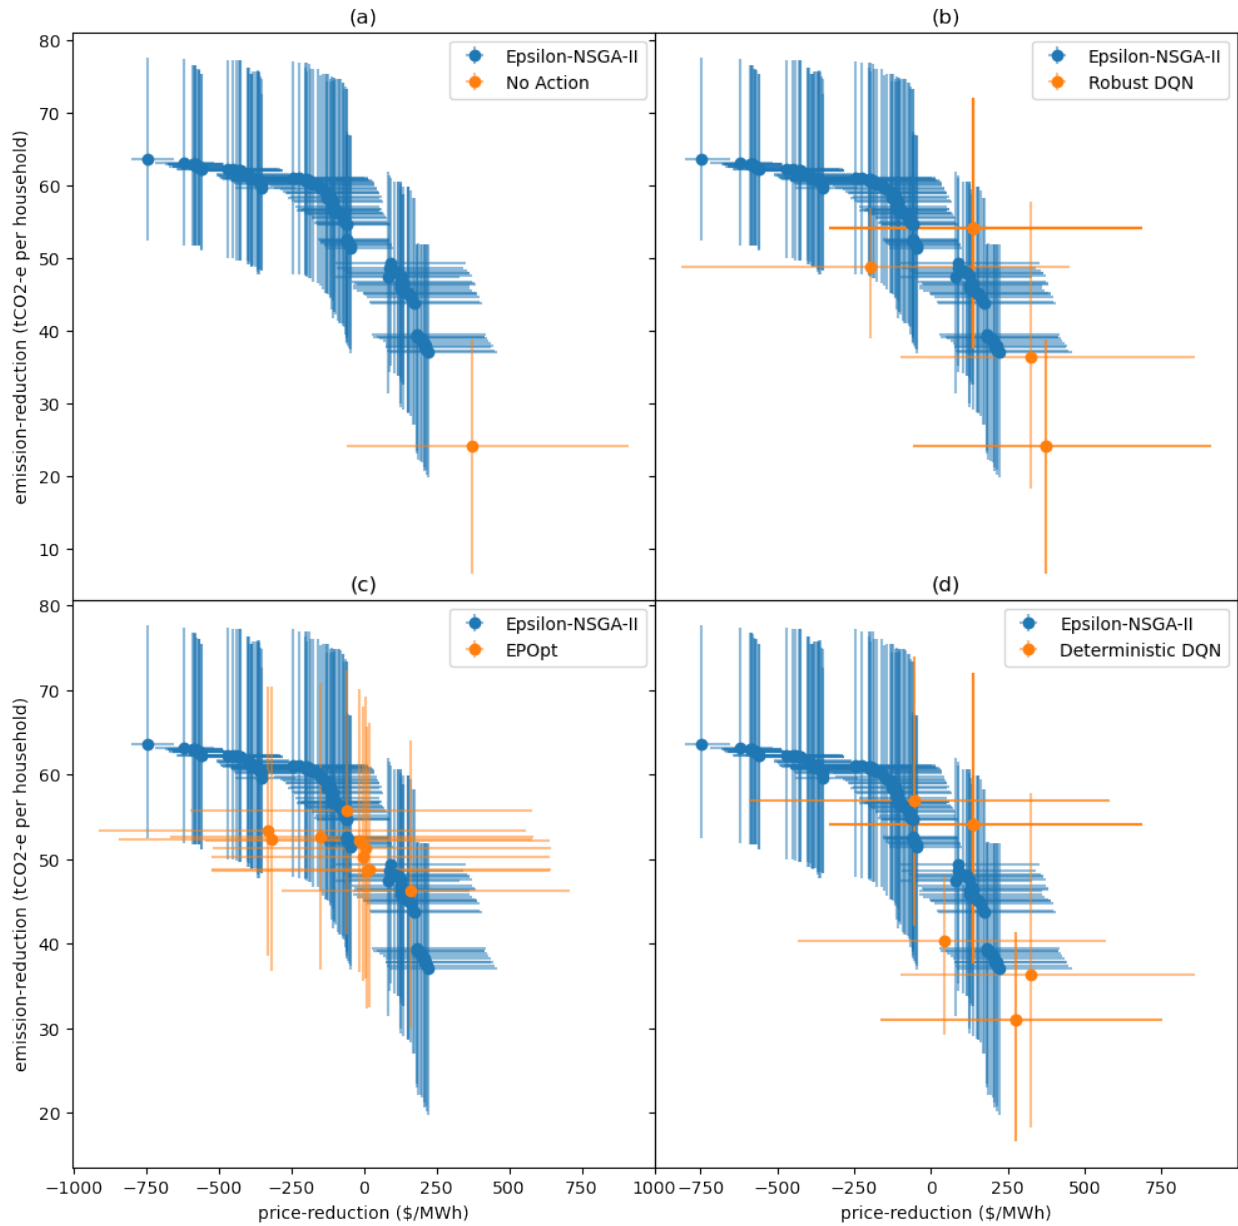 (a)
(b)
Epsilon-NSGA-II
No Action
Epsilon-NSGA-II
Robust DQN
80
70
60
50
40
30
20
10
emission-reduction (tCO2-e per household)
(c)
(d)
Epsilon-NSGA-II
EPOpt
Epsilon-NSGA-II
Deterministic DQN
80
70
60
50
40
30
20
emission-reduction (tCO2-e per household)
−1000 −750 −500 −250 0 250 500 750 1000 −750 −500 −250 0 250 500 750
price-reduction ($/MWh) price-reduction ($/MWh)